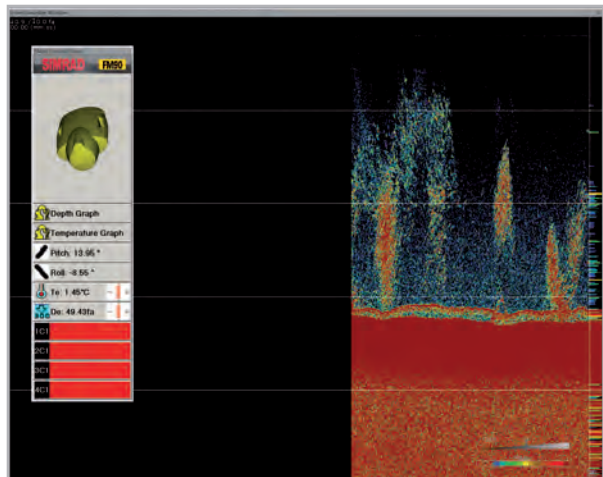 SIMRAD FM90
Depth Graph
Temperature Graph
Pitch: 13.95 °
Roll: -8.55 °
Te: 1.45°C
De: 49.43fa
1C1
2C1
3C1
4C1